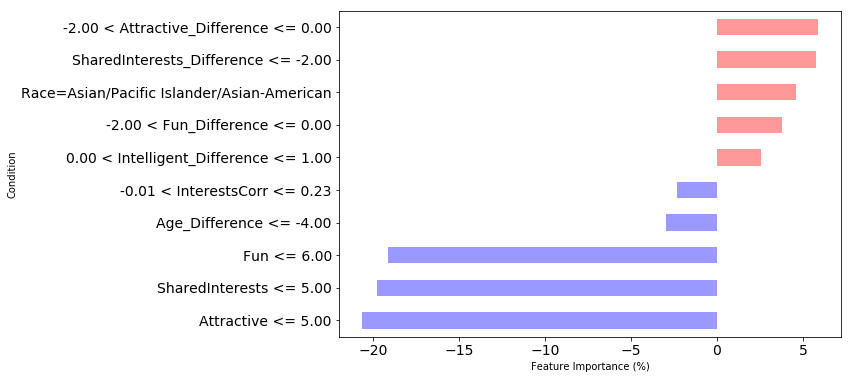 -2.00 < Attractive_Difference <= 0.00
SharedInterests_Difference <= -2.00
Race=Asian/Pacific Islander/Asian-American
-2.00 < Fun_Difference <= 0.00
0.00 < Intelligent_Difference <= 1.00
-0.01 < InterestsCorr <= 0.23
Age_Difference <= -4.00
Fun <= 6.00
SharedInterests <= 5.00
Attractive <= 5.00
Condition
−20 −15 −10 −5 0 5
Feature Importance (%)